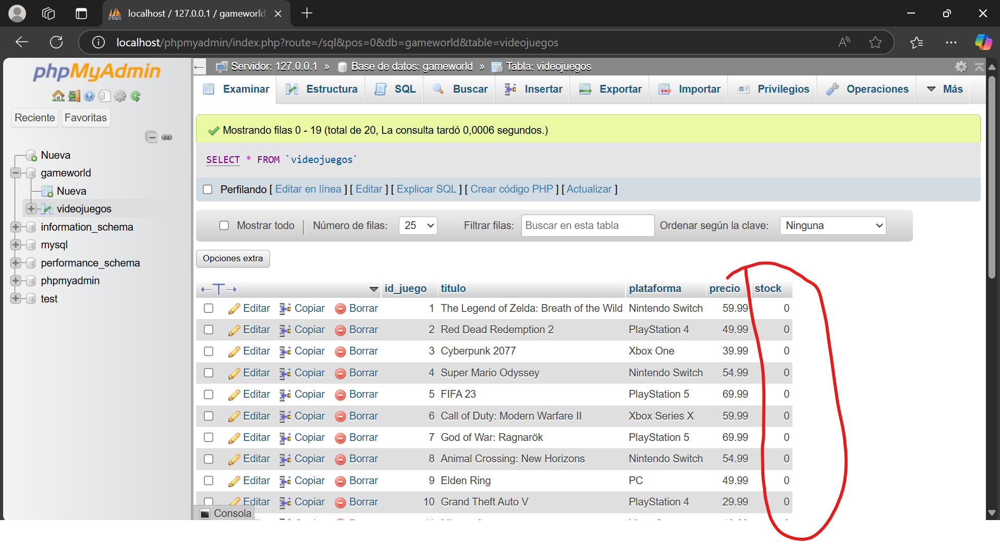 localhost / 127.0.0.1 / gameworld
localhost/phpmyadmin/index.php?route=/sql&pos=0&db=gameworld&table=videojuegos
phpMyAdmin
Reciente Favoritas
Nueva
gameworld
Nueva
videojuegos
information_schema
mysql
performance_schema
phpmyadmin
test
Servidor: 127.0.0.1 » Base de datos: gameworld » Tabla: videojuegos
Examinar Estructura SQL Buscar Insertar Exportar Importar Privilegios Operaciones Más
Mostrando filas 0 - 19 (total de 20, La consulta tardó 0,0006 segundos.)
SELECT * FROM `videojuegos`
Perfilando [ Editar en línea ] [ Editar ] [ Explicar SQL ] [ Crear código PHP ] [ Actualizar ]
Mostrar todo Número de filas: 25 Filtrar filas: Buscar en esta tabla Ordenar según la clave: Ninguna
Opciones extra
id_juego titulo plataforma precio stock
Editar Copiar Borrar 1 The Legend of Zelda: Breath of the Wild Nintendo Switch 59.99 0
Editar Copiar Borrar 2 Red Dead Redemption 2 PlayStation 4 49.99 0
Editar Copiar Borrar 3 Cyberpunk 2077 Xbox One 39.99 0
Editar Copiar Borrar 4 Super Mario Odyssey Nintendo Switch 54.99 0
Editar Copiar Borrar 5 FIFA 23 PlayStation 5 69.99 0
Editar Copiar Borrar 6 Call of Duty: Modern Warfare II Xbox Series X 59.99 0
Editar Copiar Borrar 7 God of War: Ragnarök PlayStation 5 69.99 0
Editar Copiar Borrar 8 Animal Crossing: New Horizons Nintendo Switch 54.99 0
Editar Copiar Borrar 9 Elden Ring PC 49.99 0
Editar Copiar Borrar 10 Grand Theft Auto V PlayStation 4 29.99 0
Consola